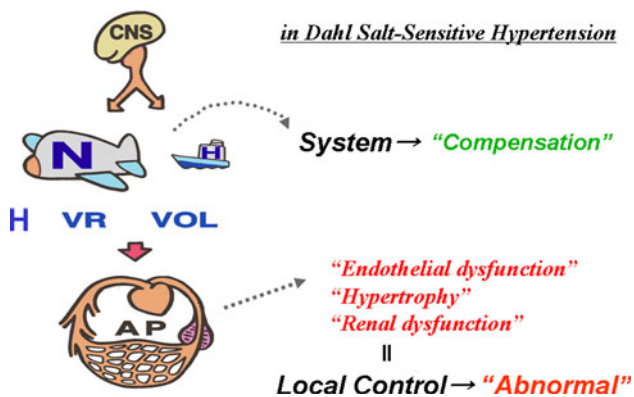 CNS
in Dahl Salt-Sensitive Hypertension
N
H
System → “Compensation”
H VR VOL
“Endothelial dysfunction”
“Hypertrophy”
“Renal dysfunction”
AP
=
Local Control → “Abnormal”